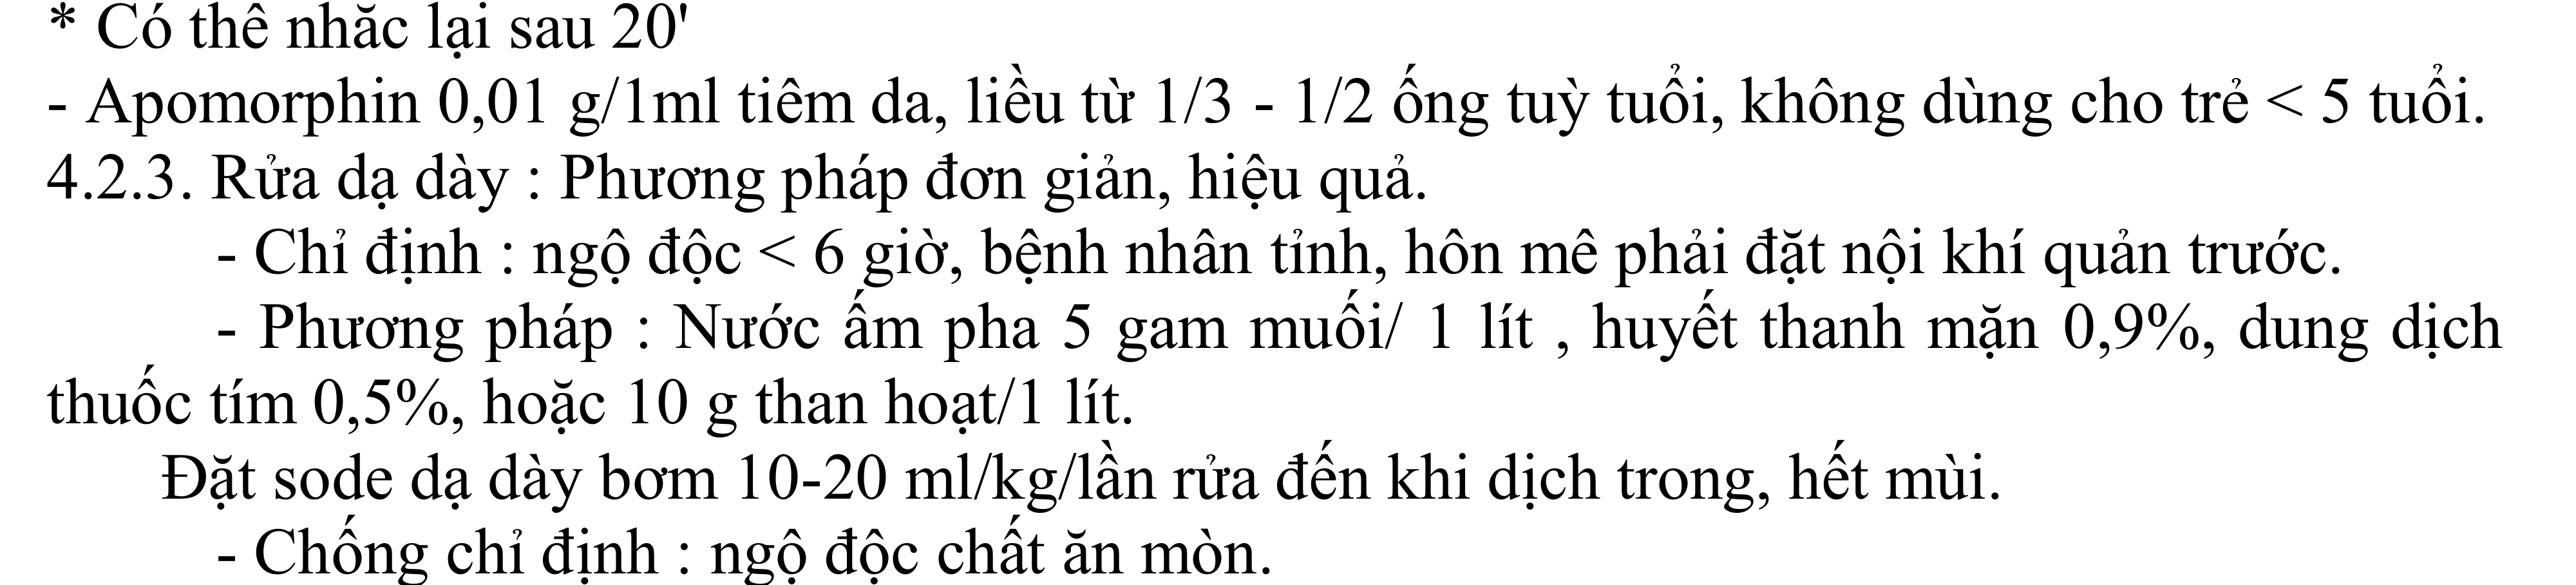 * Có thể nhắc lại sau 20'
- Apomorphin 0,01 g/1ml tiêm da, liều từ 1/3 - 1/2 ống tuỳ tuổi, không dùng cho trẻ < 5 tuổi.
4.2.3. Rửa dạ dày : Phương pháp đơn giản, hiệu quả.
- Chỉ định : ngộ độc < 6 giờ, bệnh nhân tỉnh, hôn mê phải đặt nội khí quản trước.
- Phương pháp : Nước ấm pha 5 gam muối/ 1 lít , huyết thanh mặn 0,9%, dung dịch
thuốc tím 0,5%, hoặc 10 g than hoạt/1 lít.
Đặt sode dạ dày bơm 10-20 ml/kg/lần rửa đến khi dịch trong, hết mùi.
- Chống chỉ định : ngộ độc chất ăn mòn.